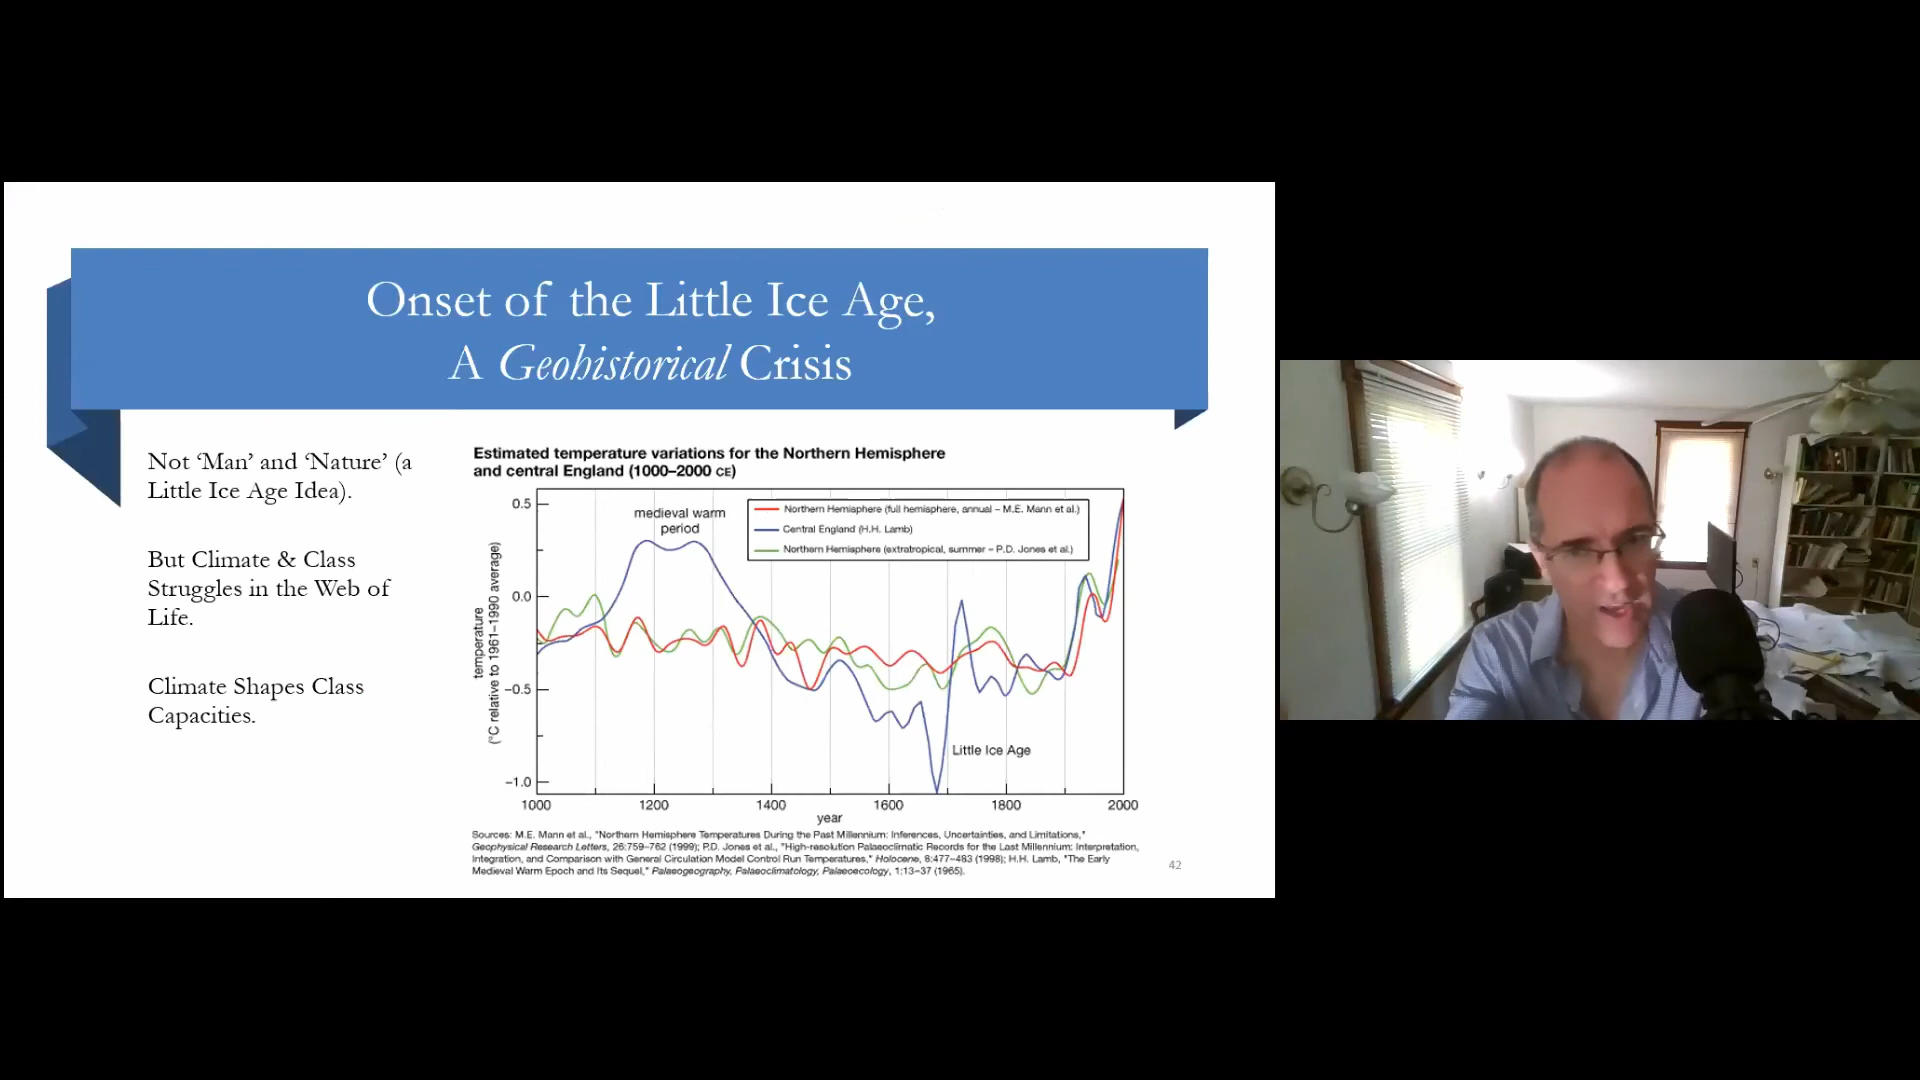 Onset of the Little Ice Age,
A Geohistorical Crisis
Not ‘Man’ and ‘Nature’ (a
Little Ice Age Idea).
But Climate & Class
Struggles in the Web of
Life.
Climate Shapes Class
Capacities.
Estimated temperature variations for the Northern Hemisphere
and central England (1000–2000 CE)
temperature
(°C relative to 1961–1990 average)
0.5
0.0
–0.5
–1.0
medieval warm
period
Northern Hemisphere (full hemisphere, annual – M.E. Mann et al.)
Central England (H.H. Lamb)
Northern Hemisphere (extratropical, summer – P.D. Jones et al.)
Little Ice Age
1000 1200 1400 1600 1800 2000
year
Sources: M.E. Mann et al., "Northern Hemisphere Temperatures During the Past Millennium: Inferences, Uncertainties, and Limitations,"
Geophysical Research Letters, 26:759–762 (1999); P.D. Jones et al., "High-resolution Palaeoclimatic Records for the Last Millennium: Interpretation,
Integration, and Comparison with General Circulation Model Control Run Temperatures," Holocene, 8:477–483 (1998); H.H. Lamb, "The Early
Medieval Warm Epoch and Its Sequel," Palaeogeography, Palaeoclimatology, Palaeoecology, 1:13–37 (1965).
42